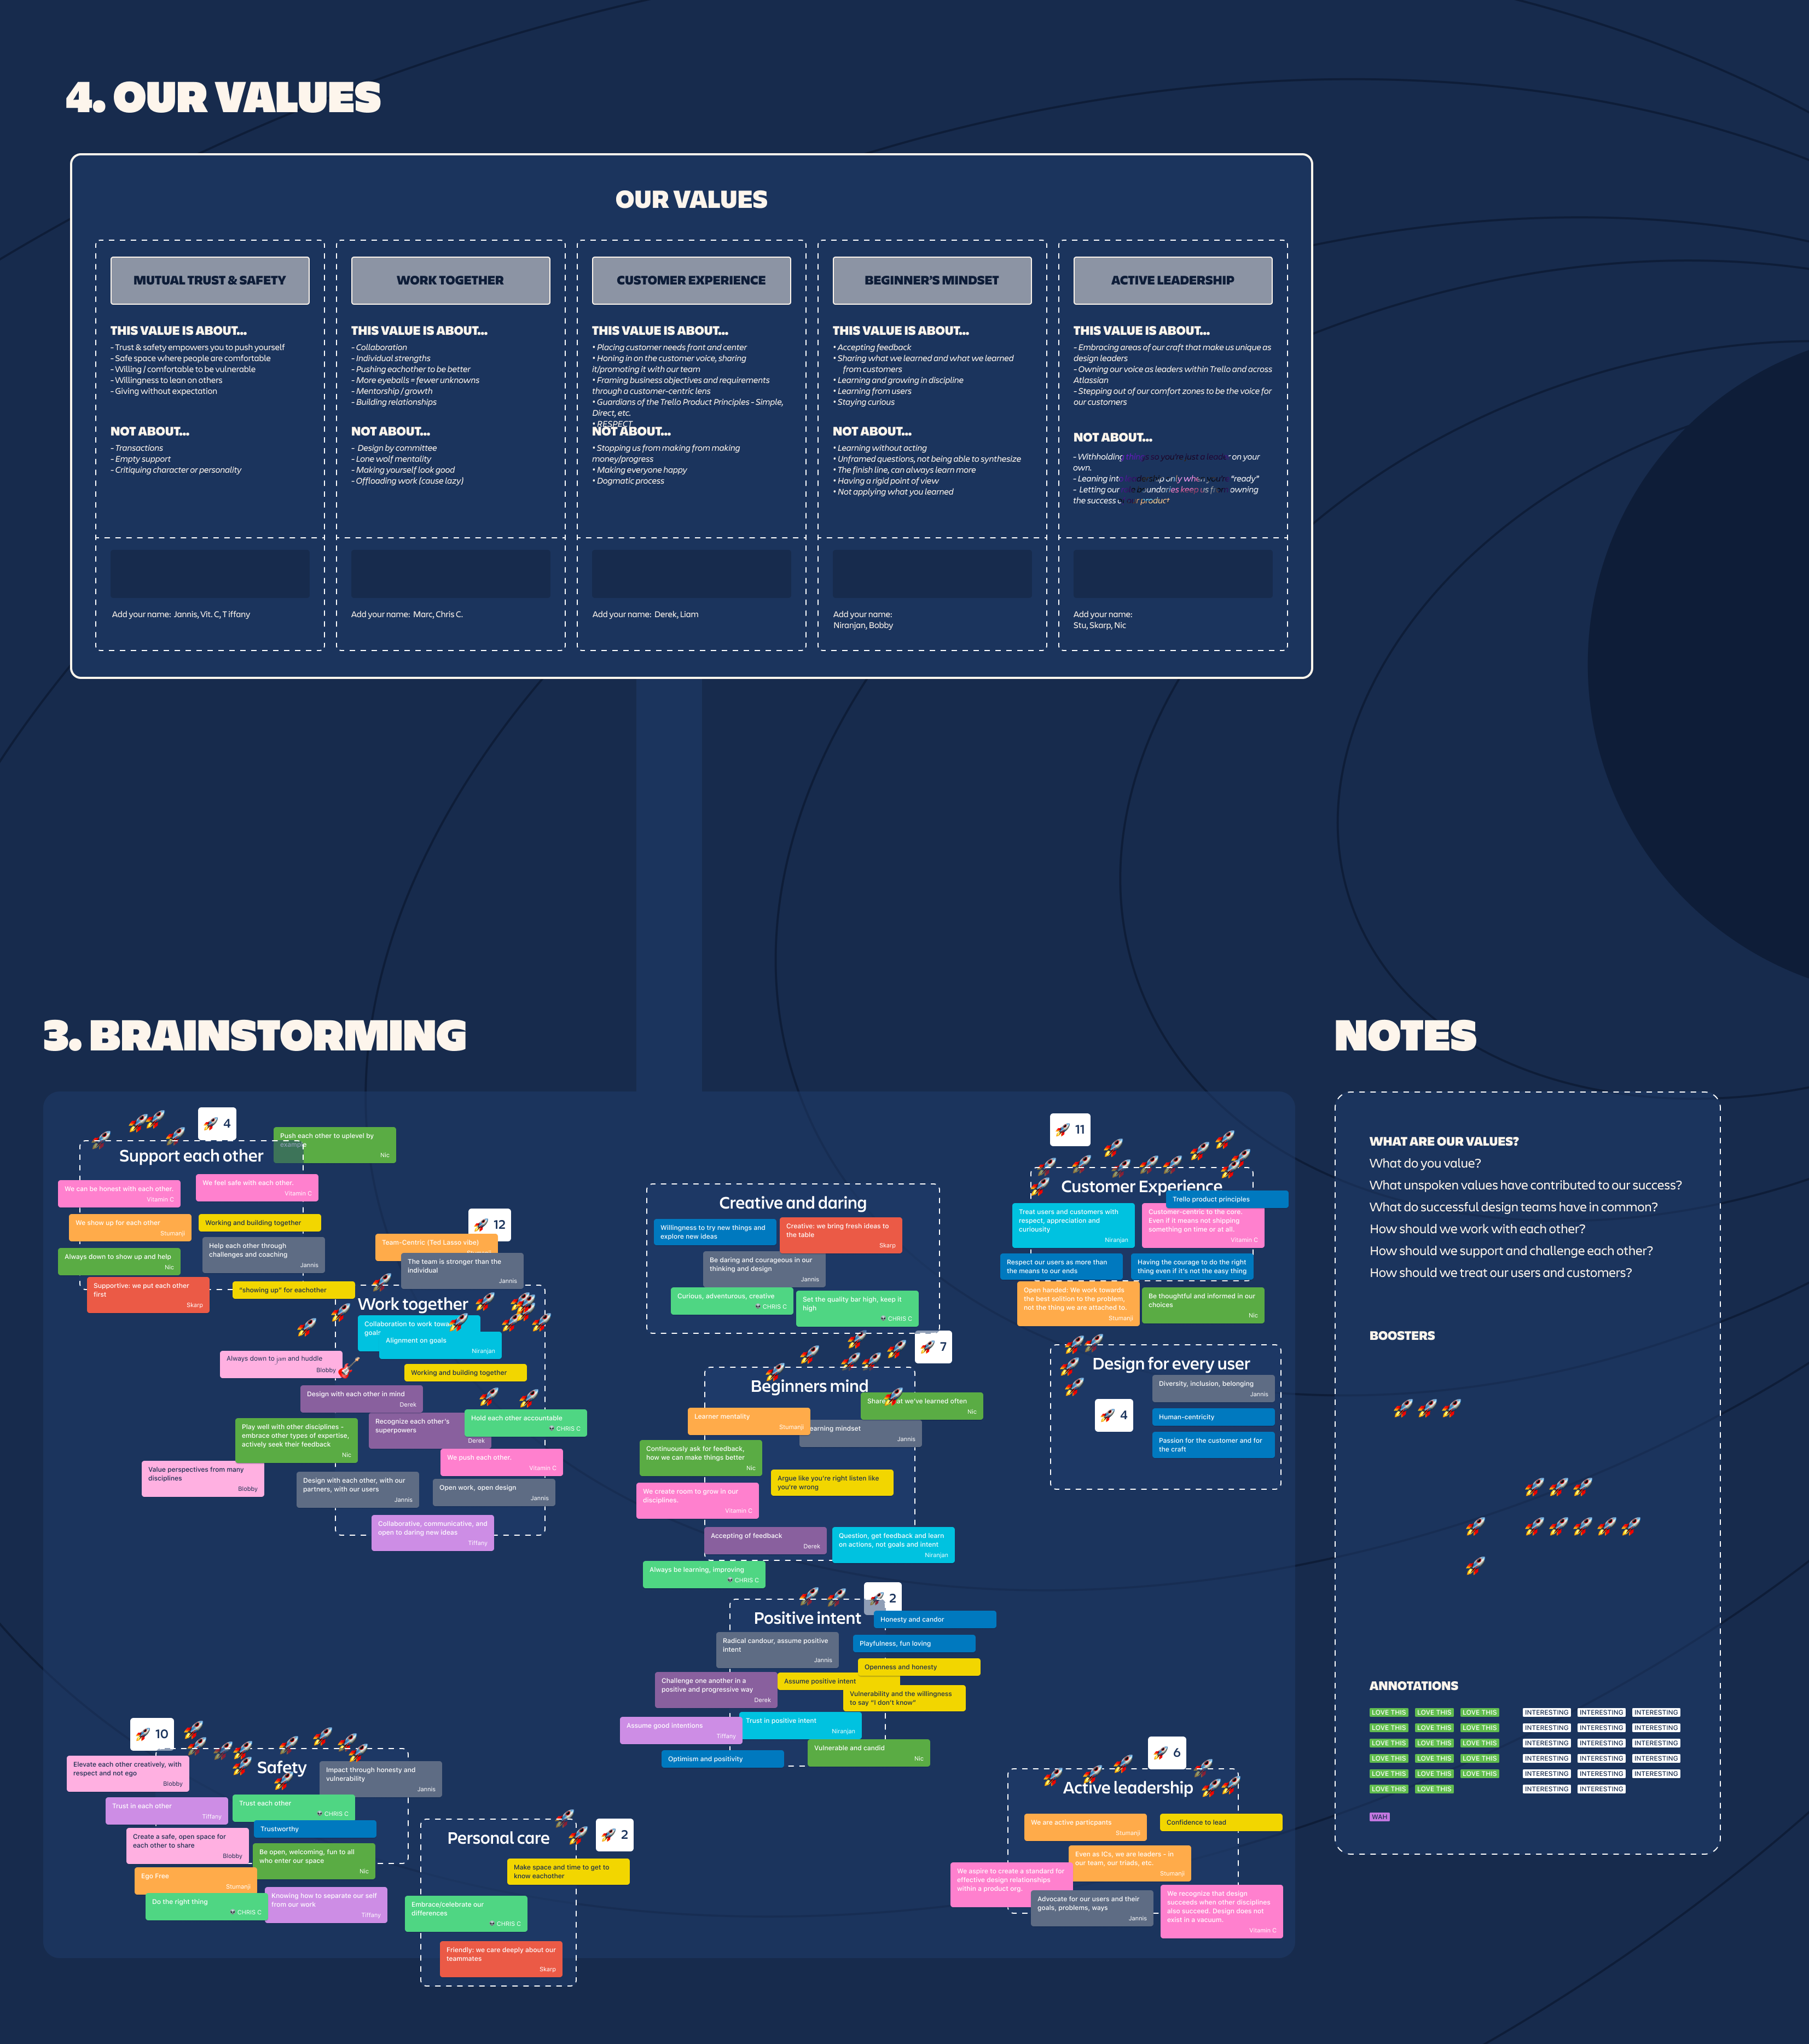 4. OUR VALUES
OUR VALUES
MUTUAL TRUST & SAFETY
THIS VALUE IS ABOUT...
- Trust & safety empowers you to push yourself
- Safe space where people are comfortable
- Willing / comfortable to be vulnerable
- Willingness to lean on others
- Giving without expectation
NOT ABOUT...
- Transactions
- Empty support
- Critiquing character or personality
Add your name: Jannis, Vit. C, T iffany
WORK TOGETHER
THIS VALUE IS ABOUT...
- Collaboration
- Individual strengths
- Pushing eachother to be better
- More eyeballs = fewer unknowns
- Mentorship / growth
- Building relationships
NOT ABOUT...
- Design by committee
- Lone wolf mentality
- Making yourself look good
- Offloading work (cause lazy)
Add your name: Marc, Chris C.
CUSTOMER EXPERIENCE
THIS VALUE IS ABOUT...
• Placing customer needs front and center
• Honing in on the customer voice, sharing
it/promoting it with our team
• Framing business objectives and requirements
through a customer-centric lens
• Guardians of the Trello Product Principles - Simple,
Direct, etc.
• RESPECT
NOT ABOUT...
• Stopping us from making from making
money/progress
• Making everyone happy
• Dogmatic process
Add your name: Derek, Liam
BEGINNER'S MINDSET
THIS VALUE IS ABOUT...
• Accepting feedback
• Sharing what we learned and what we learned
from customers
• Learning and growing in discipline
• Learning from users
• Staying curious
NOT ABOUT...
• Learning without acting
• Unframed questions, not being able to synthesize
• The finish line, can always learn more
• Having a rigid point of view
• Not applying what you learned
Add your name:
Niranjan, Bobby
ACTIVE LEADERSHIP
THIS VALUE IS ABOUT...
- Embracing areas of our craft that make us unique as
design leaders
- Owning our voice as leaders within Trello and across
Atlassian
- Stepping out of our comfort zones to be the voice for
our customers
NOT ABOUT...
- Withholding so you're just a leader on your
own.
- Leaning into leadership only when you're "ready"
- Letting our boundaries keep us from owning
the success of our product
Add your name:
Stu, Skarp, Nic
3. BRAINSTORMING
4
Push each other to uplevel by
example
Nic
Support each other
We can be honest with each other.
Vitamin C
We feel safe with each other.
Vitamin C
We show up for each other
Stumanji
Working and building together
Always down to show up and help
Nic
Help each other through
challenges and coaching
Jannis
Supportive: we put each other
first
Skarp
"showing up" for eachother
12
Team-Centric (Ted Lasso vibe)
The team is stronger than the
individual
Jannis
Work together
Collaboration to work towa
goals
Alignment on goals
Niranjan
Always down to jam and huddle
Blobby
Working and building together
Design with each other in mind
Derek
Play well with other disciplines –
embrace other types of expertise,
actively seek their feedback
Nic
Recognize each other's
superpowers
Derek
Hold each other accountable
CHRIS C
We push each other.
Vitamin C
Value perspectives from many
disciplines
Blobby
Design with each other, with our
partners, with our users
Jannis
Open work, open design
Jannis
Collaborative, communicative, and
open to daring new ideas
Tiffany
Creative and daring
Willingness to try new things and
explore new ideas
Creative: we bring fresh ideas to
the table
Skarp
Be daring and courageous in our
thinking and design
Jannis
Curious, adventurous, creative
CHRIS C
Set the quality bar high, keep it
high
CHRIS C
7
Beginners mind
Share what we've learned often
Nic
Learner mentality
Stumanji
earning mindset
Jannis
Continuously ask for feedback,
how we can make things better
Nic
Argue like you're right listen like
you're wrong
We create room to grow in our
disciplines.
Vitamin C
Accepting of feedback
Derek
Question, get feedback and learn
on actions, not goals and intent
Niranjan
Always be learning, improving
CHRIS C
2
Positive intent
Honesty and candor
Radical candour, assume positive
intent
Jannis
Playfulness, fun loving
Openness and honesty
Challenge one another in a
positive and progressive way
Derek
Assume positive intent
Vulnerability and the willingness
to say "I don't know"
Assume good intentions
Tiffany
Trust in positive intent
Niranjan
Optimism and positivity
Vulnerable and candid
Nic
11
Customer Experience
Trello product principles
Treat users and customers with
respect, appreciation and
curiousity
Niranjan
Customer-centric to the core.
Even if it means not shipping
something on time or at all.
Vitamin C
Respect our users as more than
the means to our ends
Having the courage to do the right
thing even if it's not the easy thing
Open handed: We work towards
the best solition to the problem,
not the thing we are attached to.
Stumanji
Be thoughtful and informed in our
choices
Nic
Design for every user
4
Diversity, inclusion, belonging
Jannis
Human-centricity
Passion for the customer and for
the craft
10
Safety
Elevate each other creatively, with
respect and not ego
Blobby
Impact through honesty and
vulnerability
Jannis
Trust in each other
Tiffany
Trust each other
CHRIS C
Trustworthy
Create a safe, open space for
each other to share
Blobby
Be open, welcoming, fun to all
who enter our space
Nic
Ego Free
Stumanji
Do the right thing
CHRIS C
Knowing how to separate our self
from our work
Tiffany
2
Personal care
Make space and time to get to
know eachother
Embrace/celebrate our
differences
CHRIS C
Friendly: we care deeply about our
teammates
Skarp
6
Active leadership
We are active particpants
Stumanji
Confidence to lead
Even as ICs, we are leaders – in
our team, our triads, etc.
Stumanji
We aspire to create a standard for
effective design relationships
within a product org.
Advocate for our users and their
goals, problems, ways
Jannis
We recognize that design
succeeds when other disciplines
also succeed. Design does not
exist in a vacuum.
Vitamin C
NOTES
WHAT ARE OUR VALUES?
What do you value?
What unspoken values have contributed to our success?
What do successful design teams have in common?
How should we work with each other?
How should we support and challenge each other?
How should we treat our users and customers?
BOOSTERS
ANNOTATIONS
LOVE THIS LOVE THIS LOVE THIS INTERESTING INTERESTING INTERESTING
LOVE THIS LOVE THIS LOVE THIS INTERESTING INTERESTING INTERESTING
LOVE THIS LOVE THIS LOVE THIS INTERESTING INTERESTING INTERESTING
LOVE THIS LOVE THIS LOVE THIS INTERESTING INTERESTING INTERESTING
LOVE THIS LOVE THIS LOVE THIS INTERESTING INTERESTING INTERESTING
LOVE THIS LOVE THIS INTERESTING INTERESTING
WAH